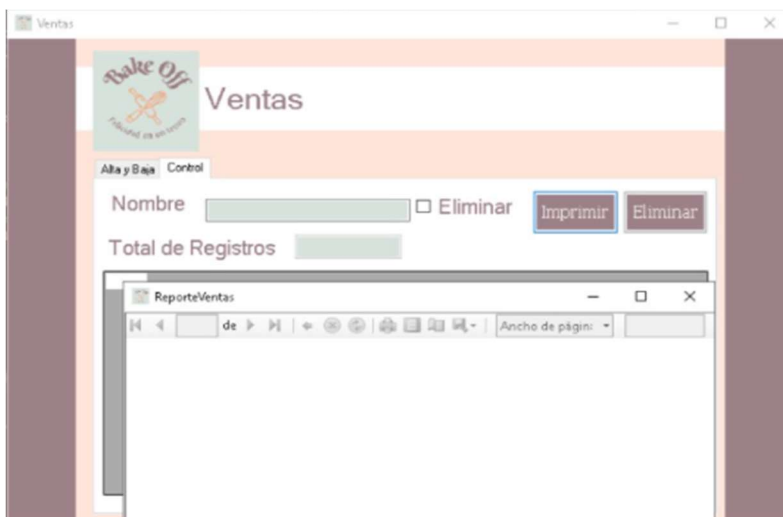 Ventas
Bake Off
Ventas
Alta y Baja Control
Nombre Eliminar Imprimir Eliminar
Total de Registros
ReporteVentas
de Ancho de págin: